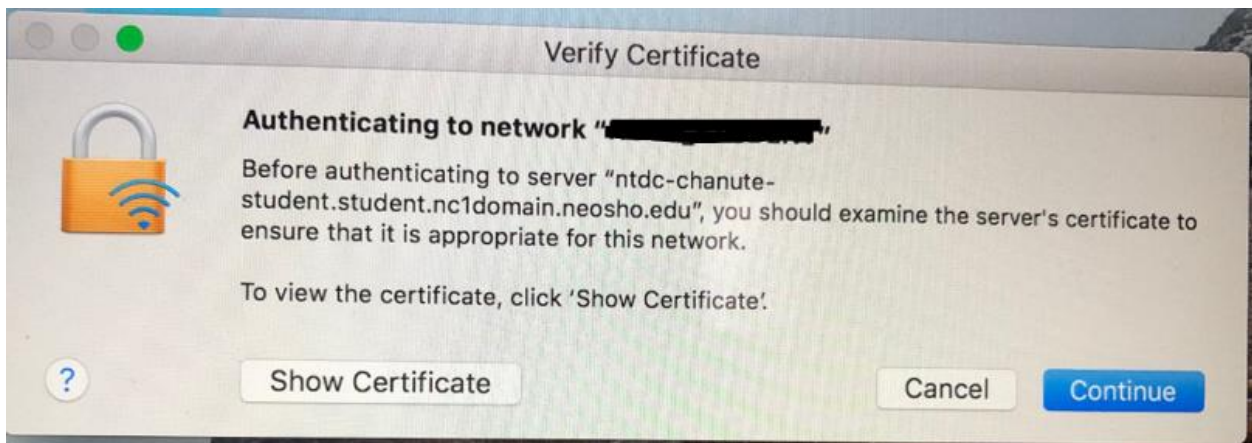 Verify Certificate
Authenticating to network "
"
Before authenticating to server "ntdc-chanute-
student.student.nc1domain.neosho.edu", you should examine the server's certificate to
ensure that it is appropriate for this network.
To view the certificate, click 'Show Certificate'.
?
Show Certificate
Cancel
Continue